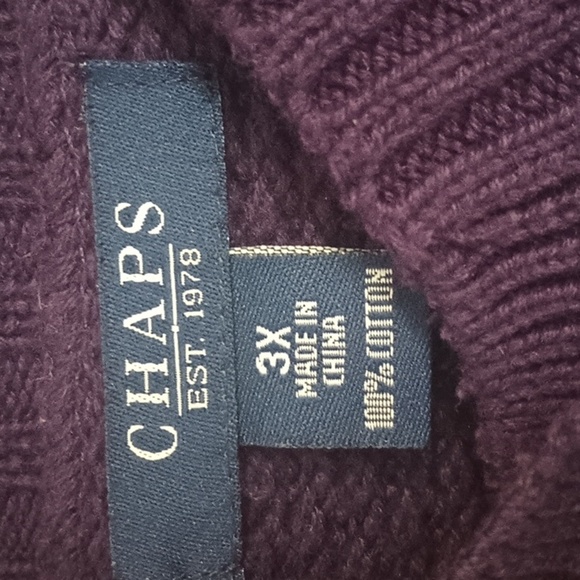 CHAPS
EST. 1978
3X
MADE IN
CHINA
100% COTTON